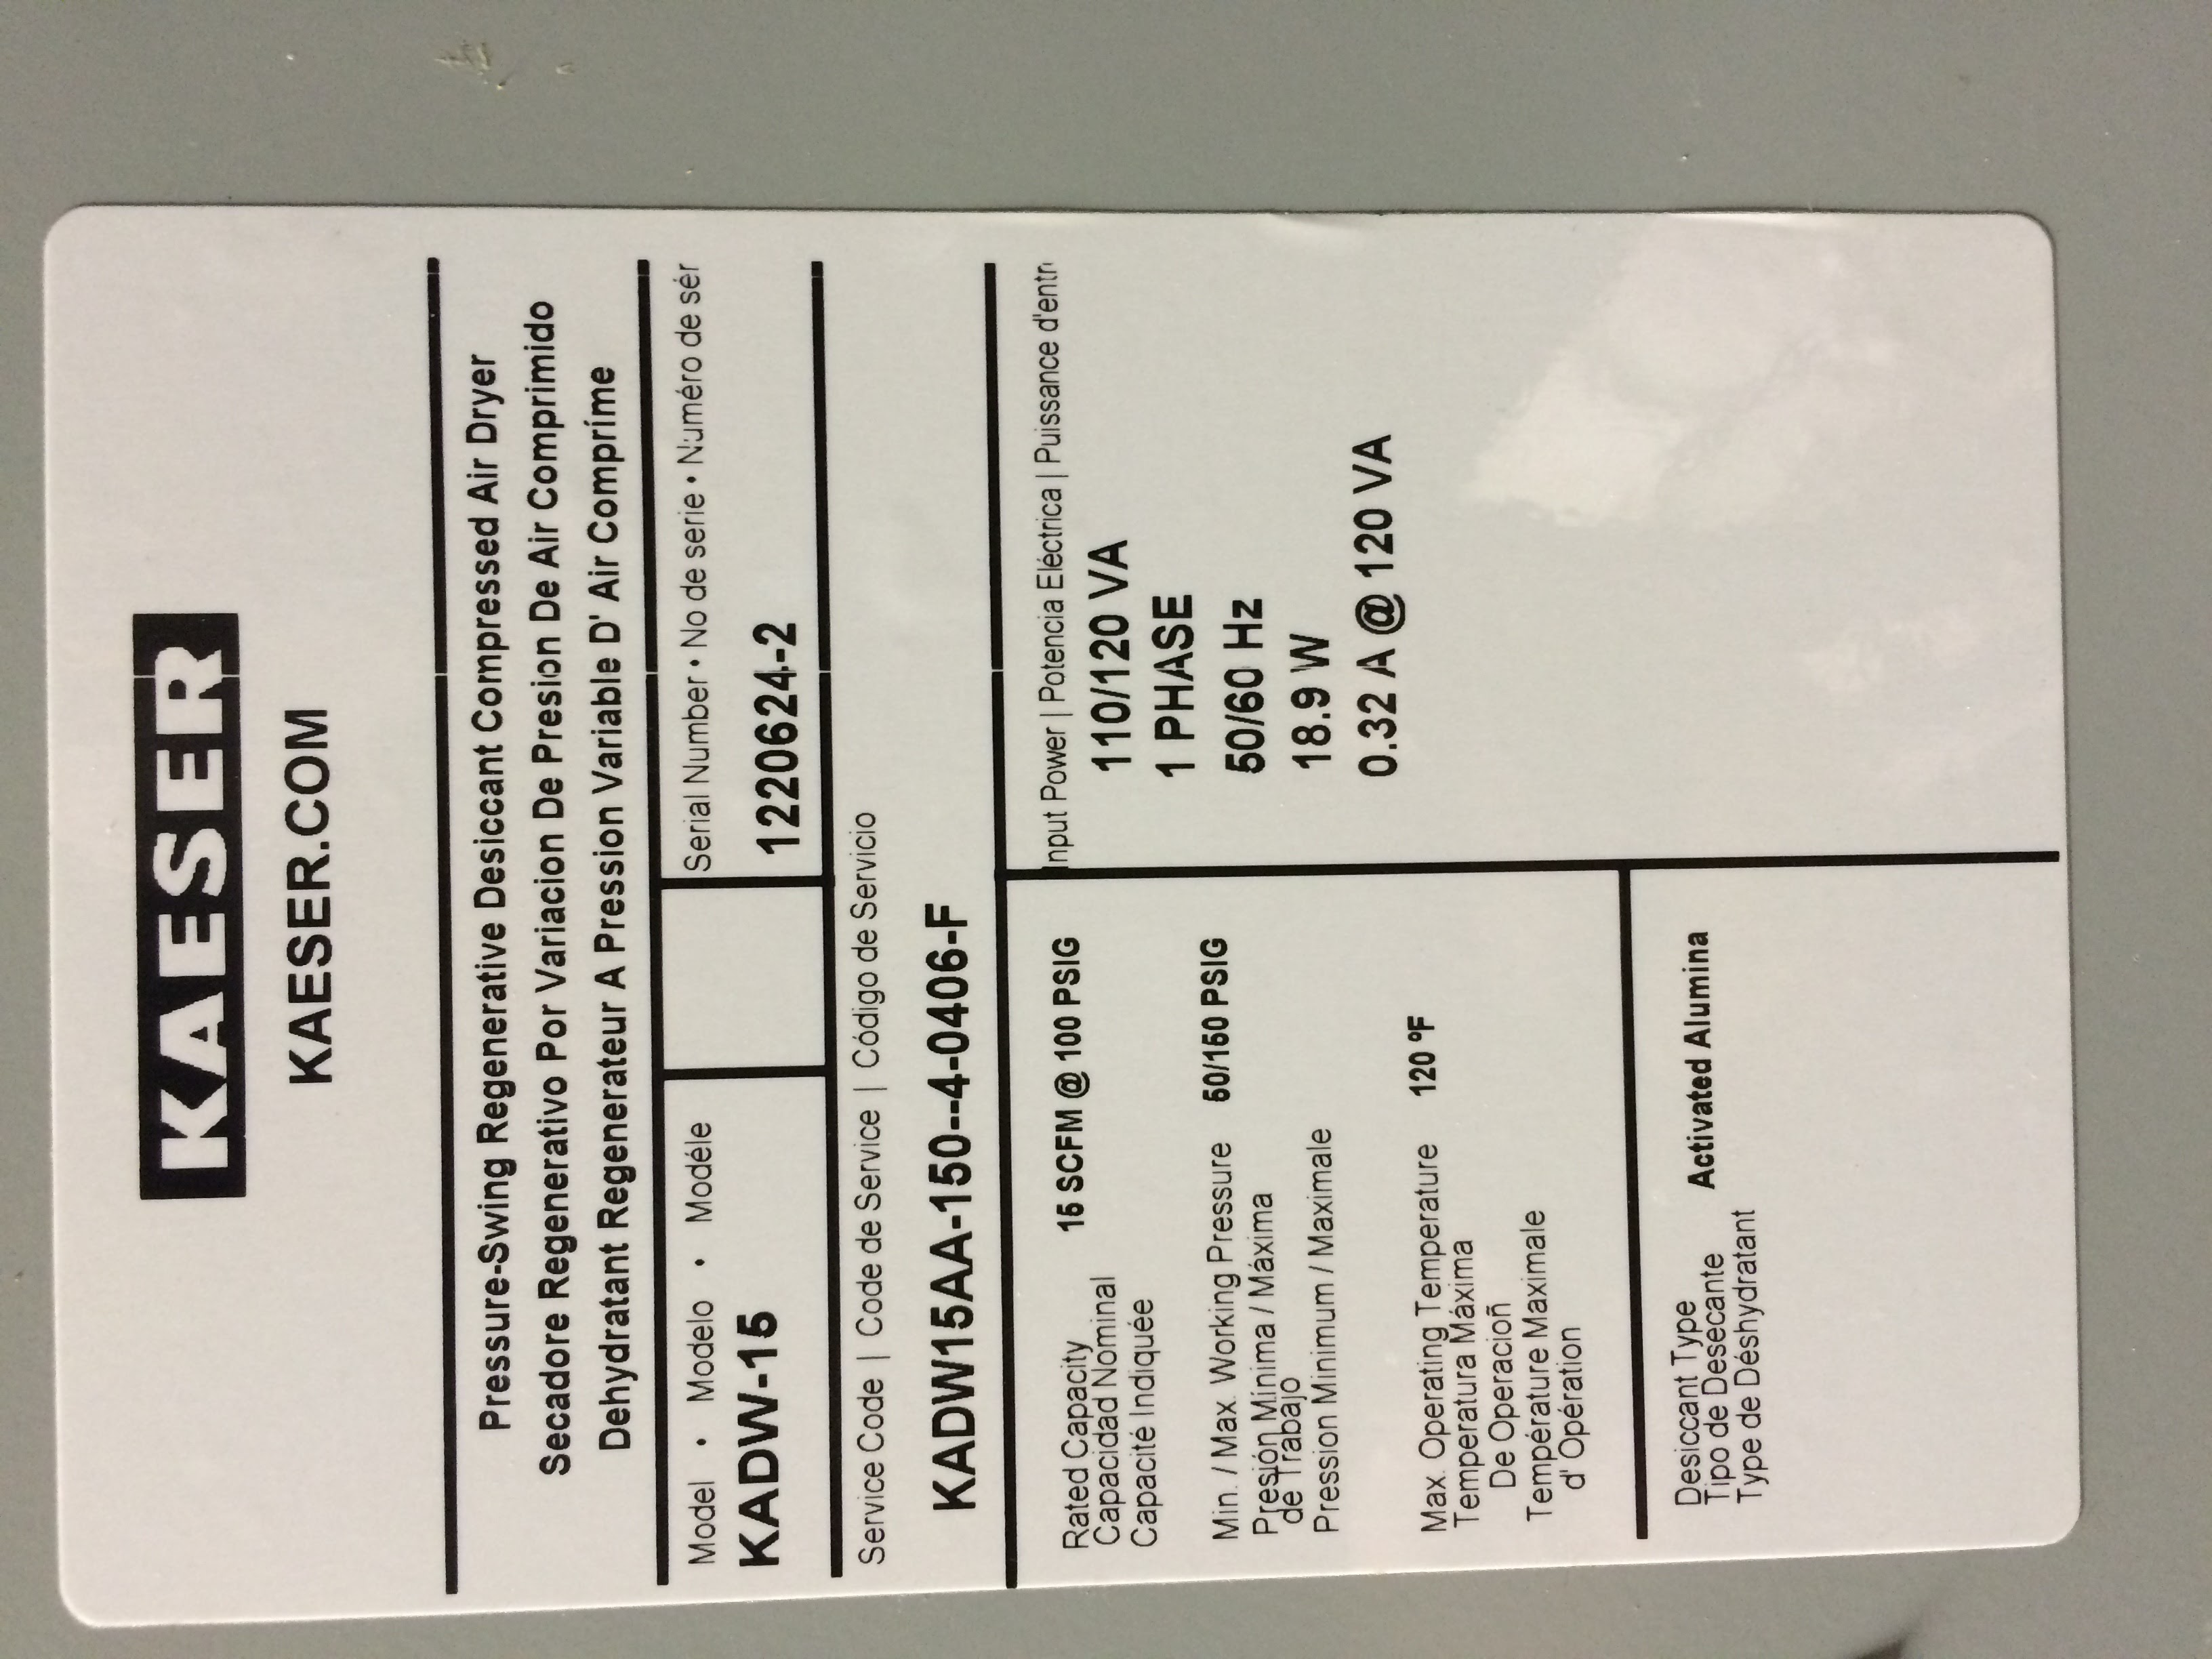 KAESER
KAESER.COM
Pressure-Swing Regenerative Desiccant Compressed Air Dryer
Secadore Regenerativo Por Variacion De Presion De Air Comprimido
Dehydratant Regenerateur A Pression Variable D' Air Compríme
Model • Modelo • Modéle
KADW-15
Serial Number • No de serie • Numéro de sér
1220624-2
Service Code | Code de Service | Código de Servicio
KADW15AA-150--4-0406-F
Rated Capacity 15 SCFM @ 100 PSIG
Capacidad Nominal
Capacité Indiquée
Min. / Max. Working Pressure 50/150 PSIG
Presión Mínima / Máxima
de Trabajo
Pression Minimum / Maximale
Max. Operating Temperature 120 ºF
Temperatura Máxima
De Operacioñ
Température Maximale
d' Opération
Desiccant Type Activated Alumina
Tipo de Desecante
Type de Déshydratant
Input Power | Potencia Eléctrica | Puissance d'entr
110/120 VA
1 PHASE
50/60 Hz
18.9 W
0.32 A @ 120 VA